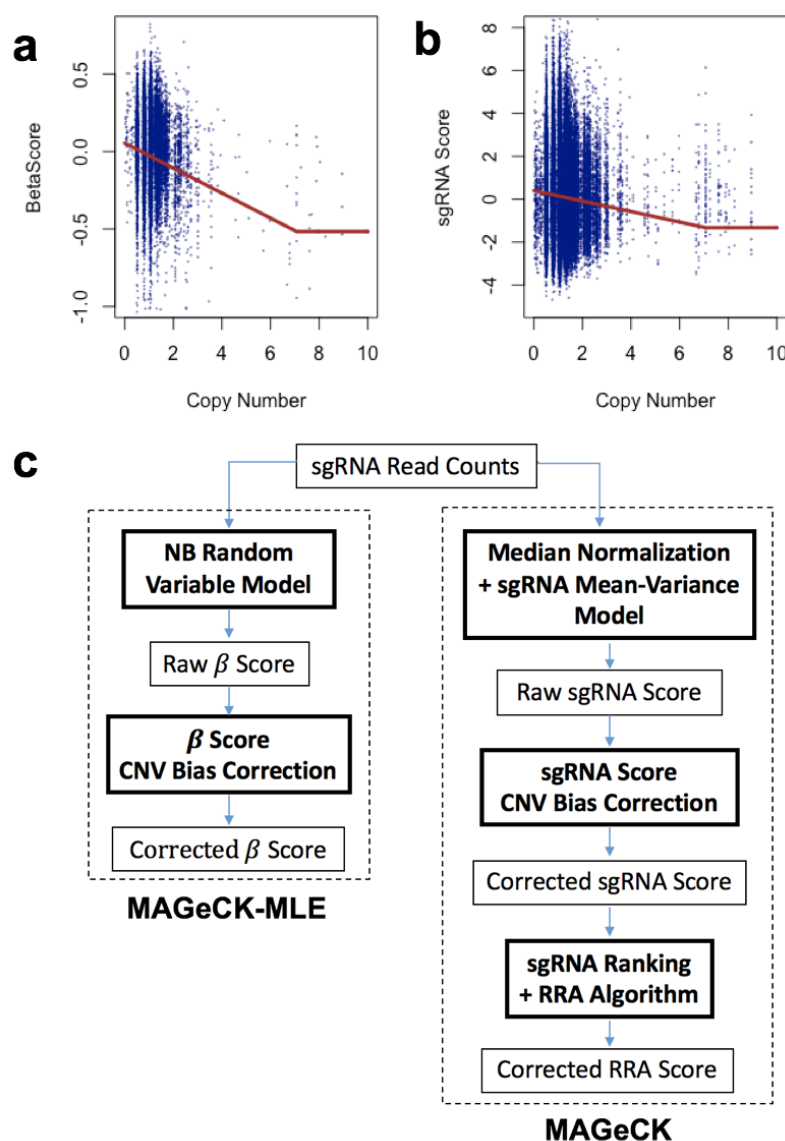 a
BetaScore
0.5
0.0
-0.5
-1.0
0 2 4 6 8 10
Copy Number
b
sgRNA Score
8
6
4
2
0
-2
-4
0 2 4 6 8 10
Copy Number
c
sgRNA Read Counts
NB Random
Variable Model
Raw β Score
β Score
CNV Bias Correction
Corrected β Score
MAGeCK-MLE
Median Normalization
+ sgRNA Mean-Variance
Model
Raw sgRNA Score
sgRNA Score
CNV Bias Correction
Corrected sgRNA Score
sgRNA Ranking
+ RRA Algorithm
Corrected RRA Score
MAGeCK